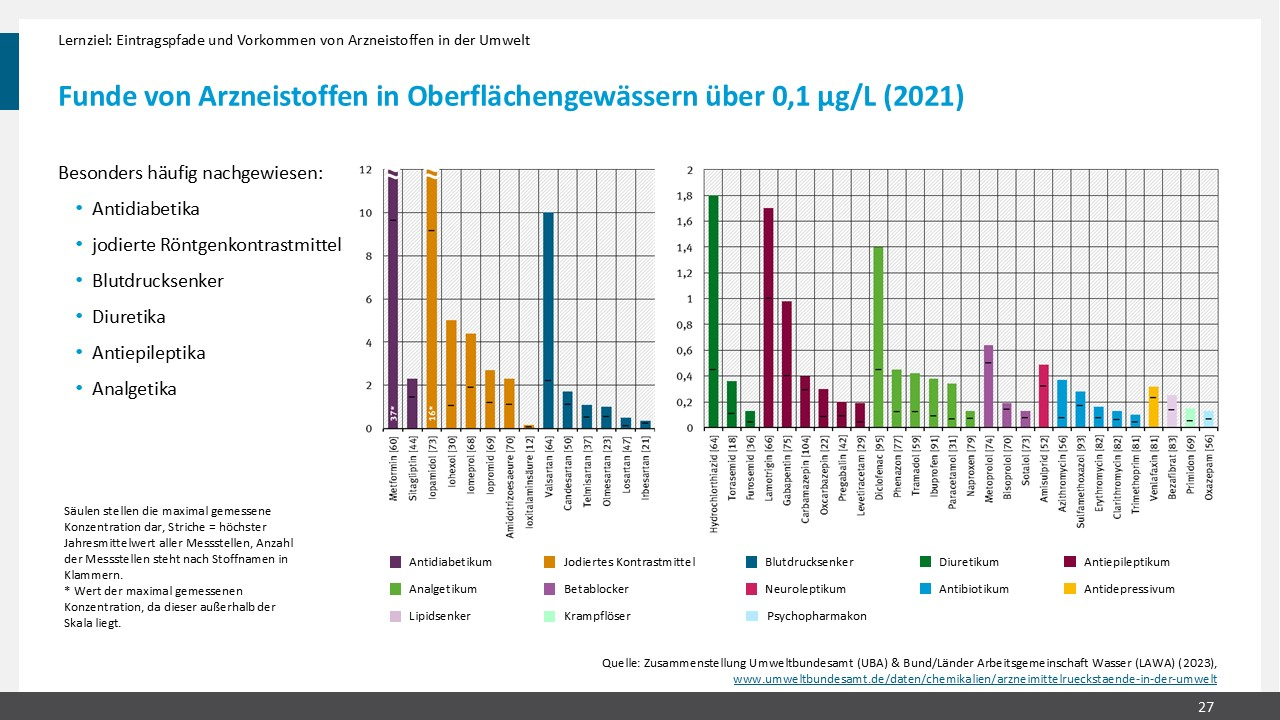 Lernziel: Eintragspfade und Vorkommen von Arzneistoffen in der Umwelt
Funde von Arzneistoffen in Oberflächengewässern über 0,1 µg/L (2021)
Besonders häufig nachgewiesen:
• Antidiabetika
• jodierte Röntgenkontrastmittel
• Blutdrucksenker
• Diuretika
• Antiepileptika
• Analgetika
Säulen stellen die maximal gemessene
Konzentration dar, Striche = höchster
Jahresmittelwert aller Messstellen, Anzahl
der Messstellen steht nach Stoffnamen in
Klammern.
* Wert der maximal gemessenen
Konzentration, da dieser außerhalb der
Skala liegt.
12
10
8
6
4
2
0
37*
16*
Metformin [60]
Sitagliptin [44]
Iopamidol [73]
Iohexol [30]
Iomeprol [68]
Iopromid [69]
Amidotrizoesaeure [70]
Ioxitalaminsäure [12]
Valsartan [64]
Candesartan [50]
Telmisartan [37]
Olmesartan [23]
Losartan [47]
Irbesartan [21]
2
1,8
1,6
1,4
1,2
1
0,8
0,6
0,4
0,2
0
Hydrochlorthiazid [64]
Torasemid [18]
Furosemid [36]
Lamotrigin [66]
Gabapentin [75]
Carbamazepin [104]
Oxcarbazepin [22]
Pregabalin [42]
Levetiracetam [29]
Diclofenac [95]
Phenazon [77]
Tramadol [59]
Ibuprofen [91]
Paracetamol [31]
Naproxen [79]
Metoprolol [74]
Bisoprolol [70]
Sotalol [73]
Amisulprid [52]
Azithromycin [56]
Sulfamethoxazol [93]
Erythromycin [82]
Clarithromycin [82]
Trimethoprim [81]
Venlafaxin [81]
Bezafibrat [83]
Primidon [69]
Oxazepam [56]
Antidiabetikum
Jodiertes Kontrastmittel
Blutdrucksenker
Diuretikum
Antiepileptikum
Analgetikum
Betablocker
Neuroleptikum
Antibiotikum
Antidepressivum
Lipidsenker
Krampflöser
Psychopharmakon
Quelle: Zusammenstellung Umweltbundesamt (UBA) & Bund/Länder Arbeitsgemeinschaft Wasser (LAWA) (2023),
www.umweltbundesamt.de/daten/chemikalien/arzneimittelrueckstaende-in-der-umwelt
27